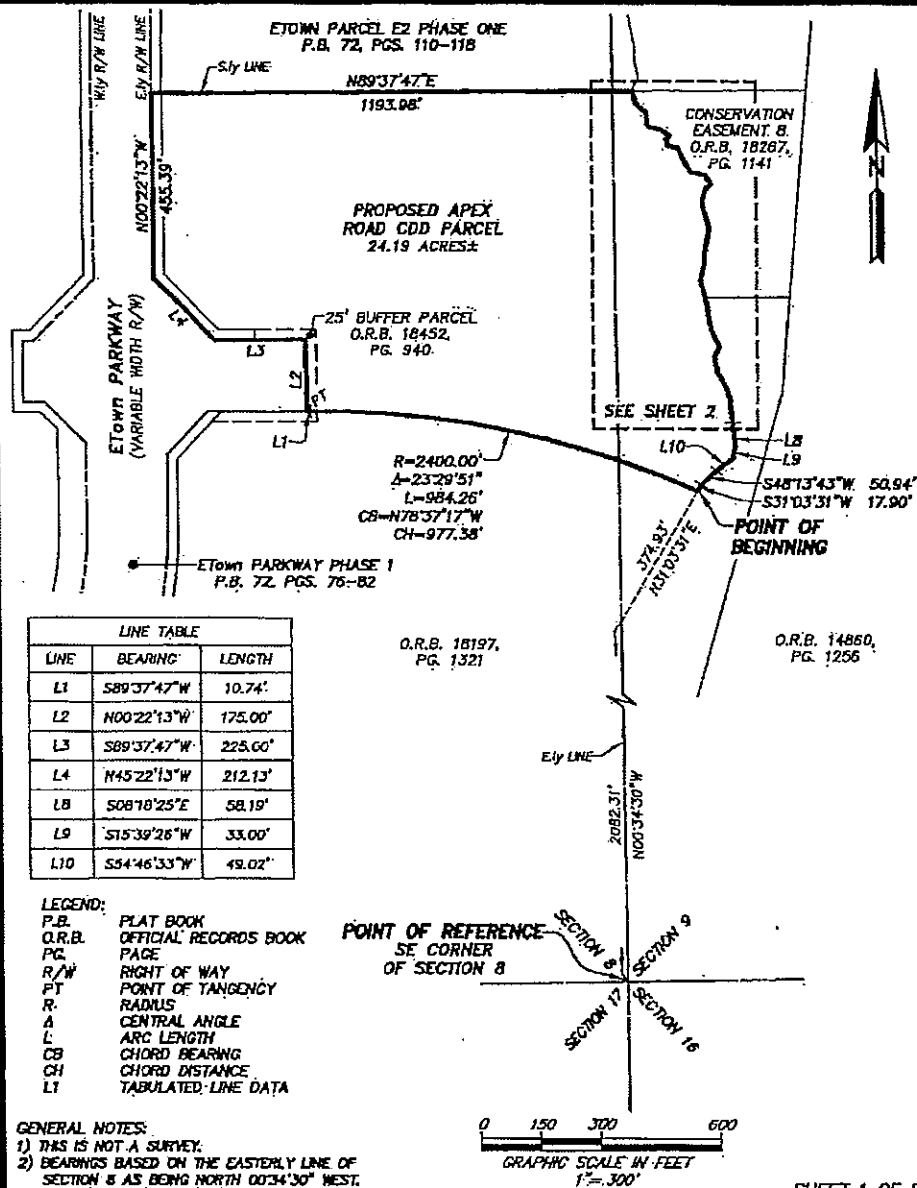 ETOWN PARCEL E2 PHASE ONE
P.B. 72, PGS. 110-118
W'ly R/W LINE
E'ly R/W LINE
S'ly LINE
N89°37'47"E
1193.98'
CONSERVATION
EASEMENT 8
O.R.B. 18267,
PG. 1141
N
N00°22'13"W
455.39'
PROPOSED APEX
ROAD CDD PARCEL
24.19 ACRES±
ETown PARKWAY
(VARIABLE WIDTH R/W)
L4
L3
25' BUFFER PARCEL
O.R.B. 18452,
PG. 940
L2
PT
L1
SEE SHEET 2
L10
L8
L9
R=2400.00'
Δ=23°29'51"
L=984.26'
CB=N78°37'17"W
CH=977.38'
S48°13'43"W 50.94'
S31°03'31"W 17.90'
POINT OF
BEGINNING
374.93'
N31°03'31"E
ETown PARKWAY PHASE 1
P.B. 72, PGS. 76-82
O.R.B. 18197,
PG. 1321
O.R.B. 14860,
PG. 1256
LINE TABLE
LINE BEARING LENGTH
L1 S89°37'47"W 10.74'
L2 N00°22'13"W 175.00'
L3 S89°37'47"W 225.00'
L4 N45°22'13"W 212.13'
L8 S08°18'25"E 58.19'
L9 S15°39'26"W 33.00'
L10 S54°46'33"W 49.02'
E'ly LINE
2082.31'
N00°34'30"W
LEGEND:
P.B. PLAT BOOK
O.R.B. OFFICIAL RECORDS BOOK
PG. PAGE
R/W RIGHT OF WAY
PT POINT OF TANGENCY
R RADIUS
Δ CENTRAL ANGLE
L ARC LENGTH
CB CHORD BEARING
CH CHORD DISTANCE
L1 TABULATED LINE DATA
POINT OF REFERENCE
SE CORNER
OF SECTION 8
SECTION 8
SECTION 9
SECTION 17
SECTION 16
GENERAL NOTES:
1) THIS IS NOT A SURVEY.
2) BEARINGS BASED ON THE EASTERLY LINE OF
SECTION 8 AS BEING NORTH 00°34'30" WEST.
0 150 300 600
GRAPHIC SCALE IN FEET
1"=300'